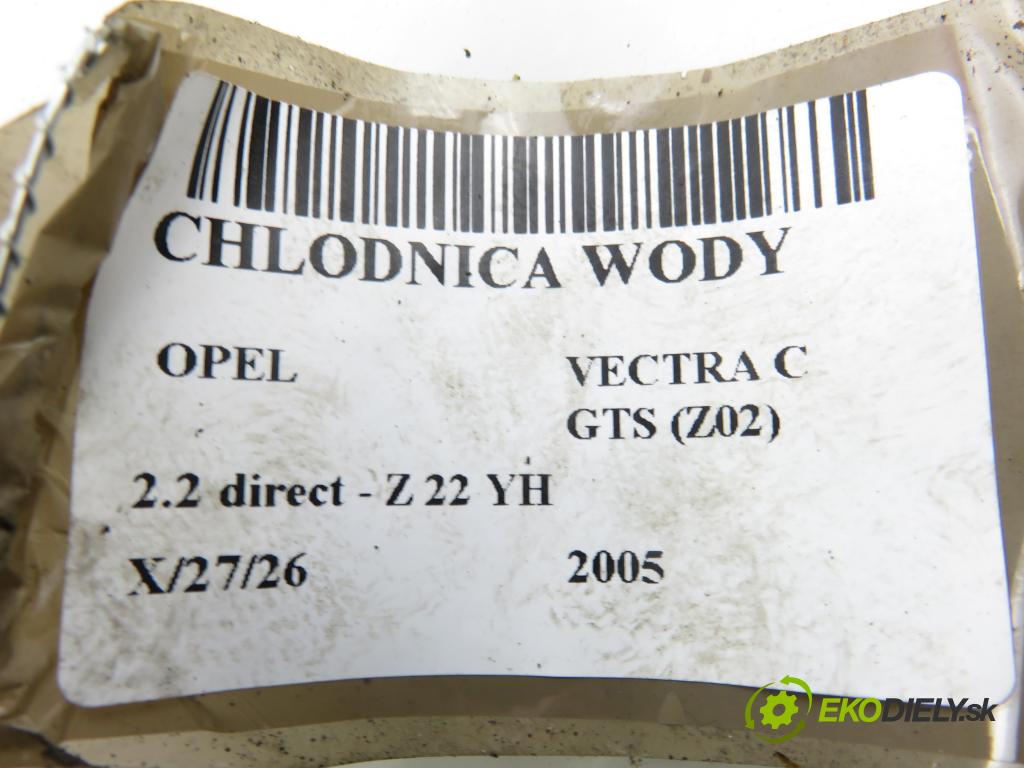 CHLODNICA WODY
OPEL
VECTRA C
GTS (Z02)
2.2 direct - Z 22 YH
X/27/26
2005
EKODIELY.sk